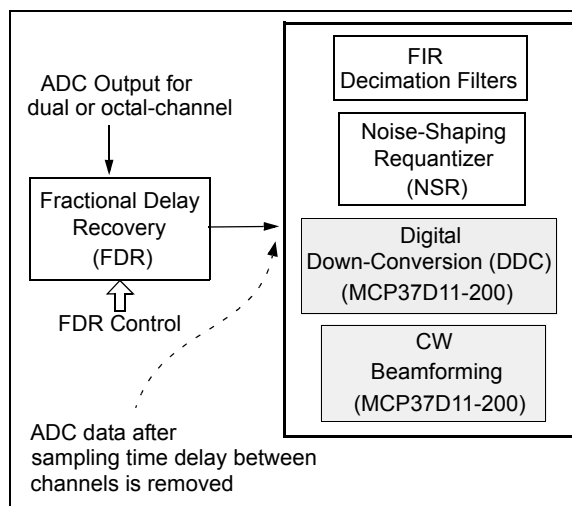 ADC Output for
dual or octal-channel
Fractional Delay
Recovery
(FDR)
FDR Control
ADC data after
sampling time delay between
channels is removed
FIR
Decimation Filters
Noise-Shaping
Requantizer
(NSR)
Digital
Down-Conversion (DDC)
(MCP37D11-200)
CW
Beamforming
(MCP37D11-200)